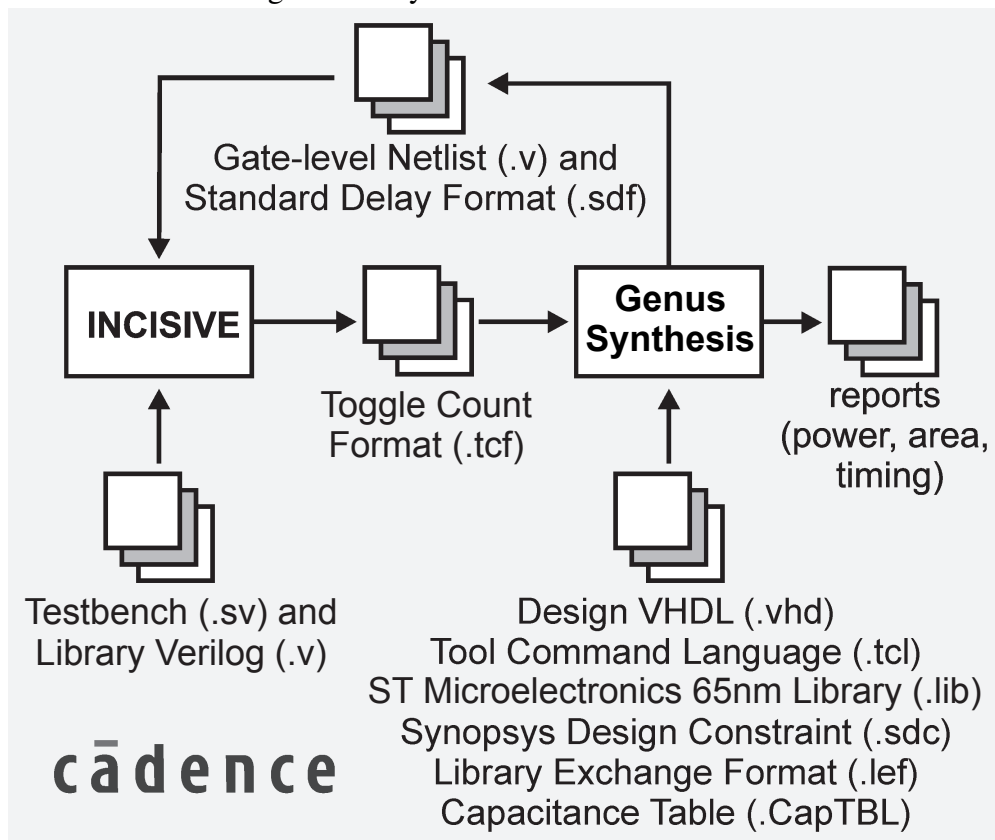 Gate-level Netlist (.v) and
Standard Delay Format (.sdf)
INCISIVE
Genus
Synthesis
Toggle Count
Format (.tcf)
reports
(power, area,
timing)
Testbench (.sv) and
Library Verilog (.v)
Design VHDL (.vhd)
Tool Command Language (.tcl)
ST Microelectronics 65nm Library (.lib)
Synopsys Design Constraint (.sdc)
Library Exchange Format (.lef)
Capacitance Table (.CapTBL)
cādence